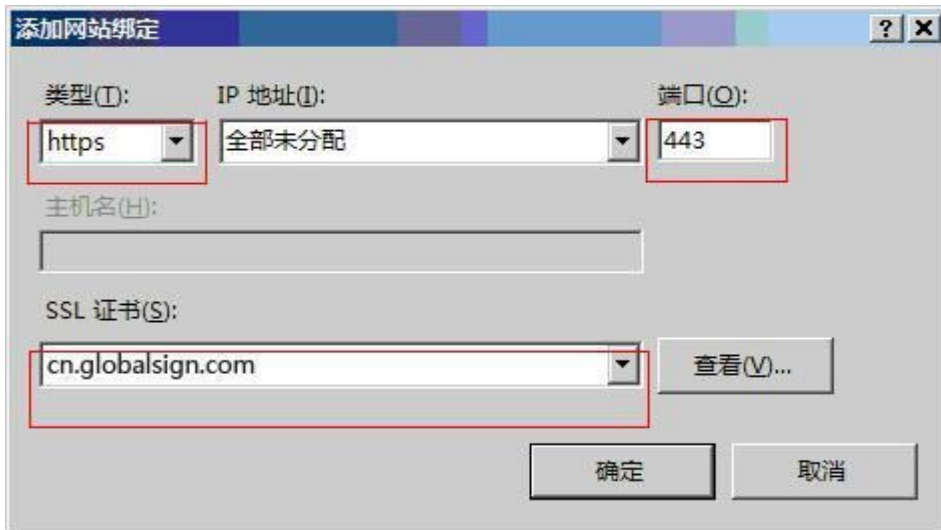 添加网站绑定
类型(T): IP 地址(I): 端口(O):
https 全部未分配 443
主机名(H):
SSL 证书(S):
cn.globalsign.com 查看(V)...
确定 取消